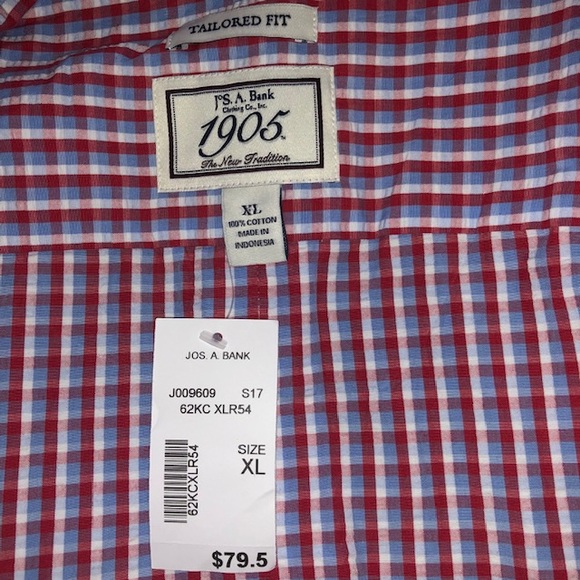 TAILORED FIT
JoS. A. Bank
Clothing Co., Inc.
1905
The New Tradition
XL
100% COTTON
MADE IN
INDONESIA
JOS. A. BANK
J009609 S17
62KC XLR54
SIZE
XL
62KCXLR54
$79.5